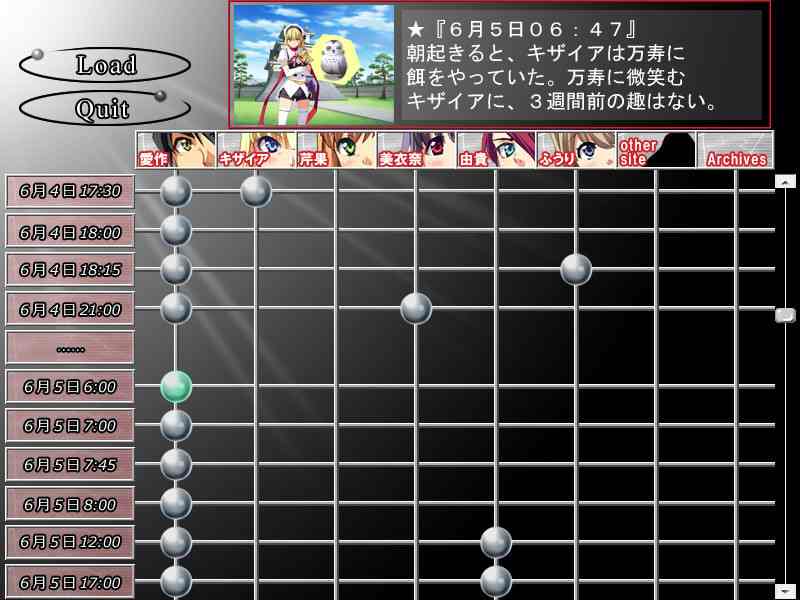 Load
Quit
★『６月５日０６：４７』
朝起きると、キザイアは万寿に
餌をやっていた。万寿に微笑む
キザイアに、３週間前の趣はない。
愛作
キザイア
芹果
美衣奈
由貴
ふうり
other
site
Archives
6月4日17:30
6月4日18:00
6月4日18:15
6月4日21:00
……
6月5日6:00
6月5日7:00
6月5日7:45
6月5日8:00
6月5日12:00
6月5日17:00